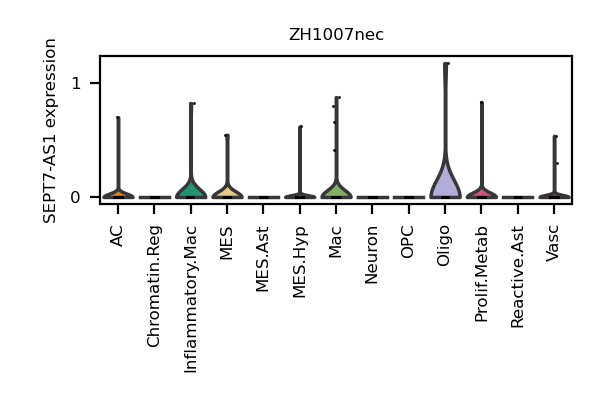 ZH1007nec
SEPT7-AS1 expression
1
0
AC
Chromatin.Reg
Inflammatory.Mac
MES
MES.Ast
MES.Hyp
Mac
Neuron
OPC
Oligo
Prolif.Metab
Reactive.Ast
Vasc